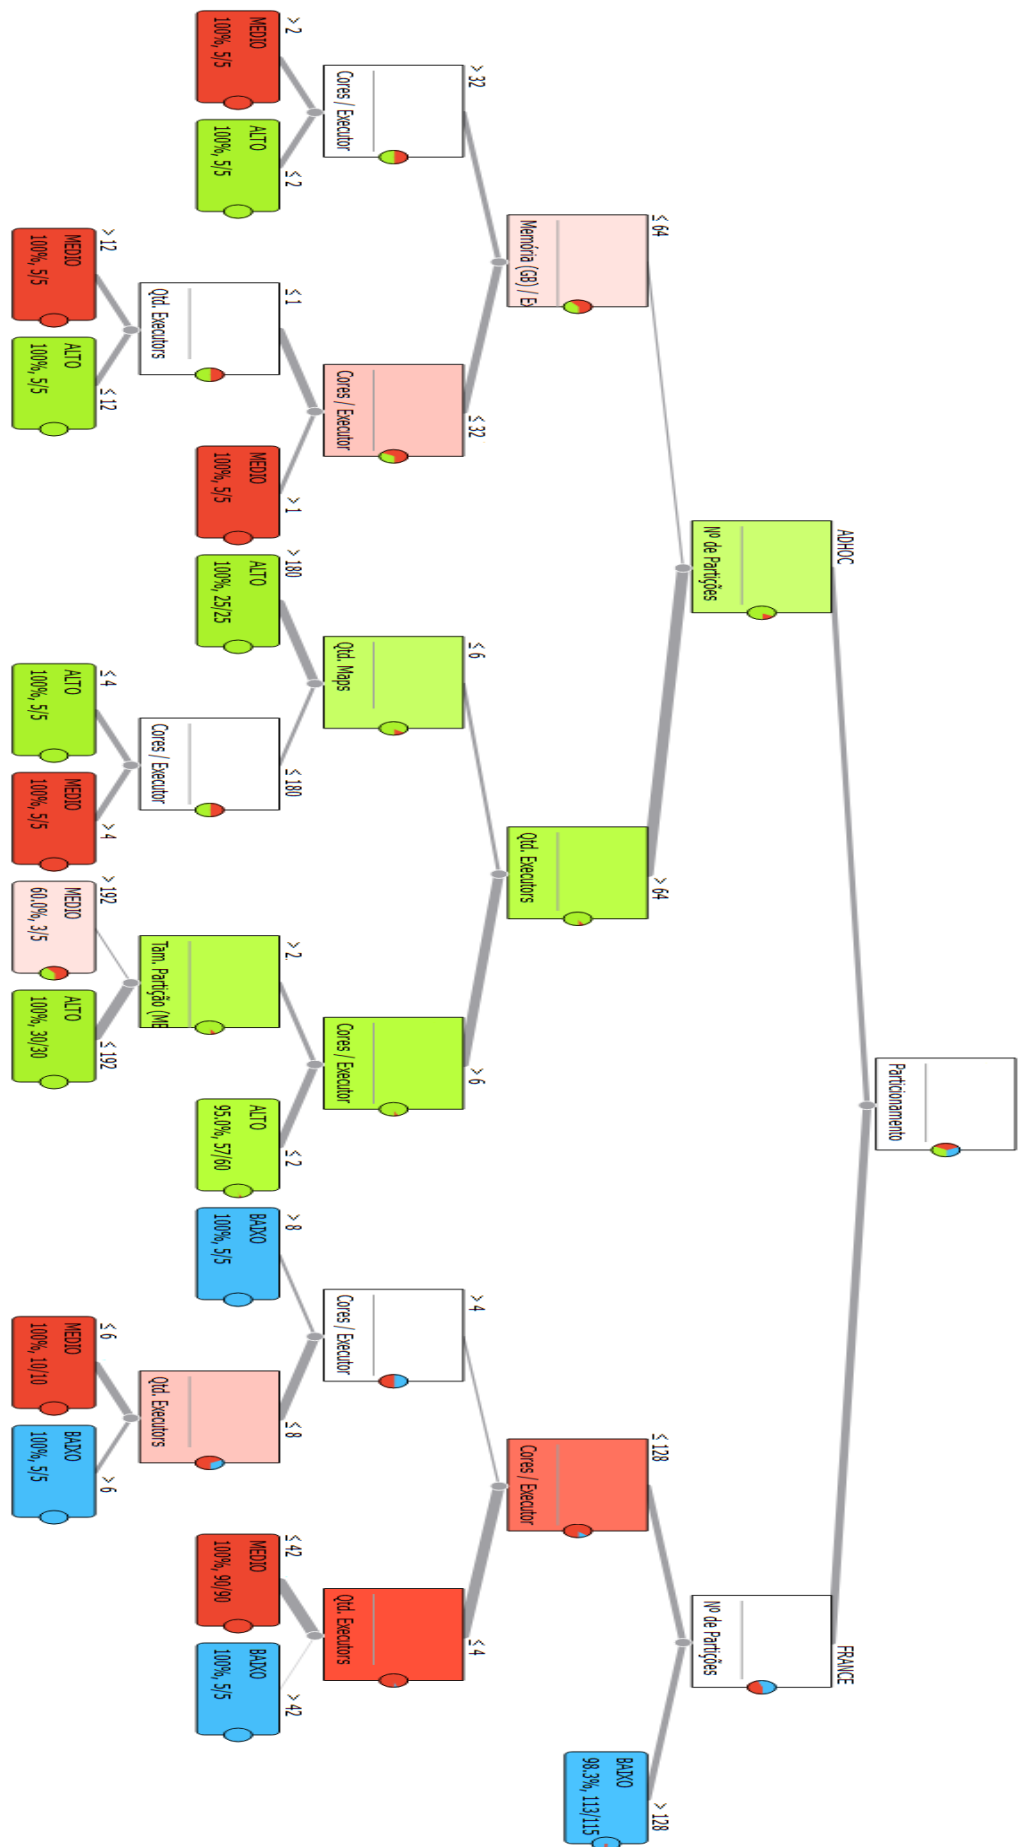 Particionamento
ADHOC
FRANCE
Nº de Partições
Nº de Partições
≤ 64
> 64
≤ 128
> 128
Memória (GB) / E
Qtd. Executors
Cores / Executor
BAIXO
98.3%, 113/115
> 32
≤ 32
≤ 6
> 6
> 4
≤ 4
Cores / Executor
Cores / Executor
Qtd. Maps
Cores / Executor
Cores / Executor
Qtd. Executors
> 2
≤ 2
≤ 1
> 1
> 180
≤ 180
> 2
≤ 2
> 8
≤ 8
≤ 42
> 42
MEDIO
100%, 5/5
ALTO
100%, 5/5
Qtd. Executors
MEDIO
100%, 5/5
ALTO
100%, 25/25
Cores / Executor
Tam. Partição (ME
ALTO
95.0%, 57/60
BAIXO
100%, 5/5
Qtd. Executors
MEDIO
100%, 90/90
BAIXO
100%, 5/5
> 12
≤ 12
≤ 4
> 4
> 192
≤ 192
≤ 6
> 6
MEDIO
100%, 5/5
ALTO
100%, 5/5
ALTO
100%, 5/5
MEDIO
100%, 5/5
MEDIO
60.0%, 3/5
ALTO
100%, 30/30
MEDIO
100%, 10/10
BAIXO
100%, 5/5